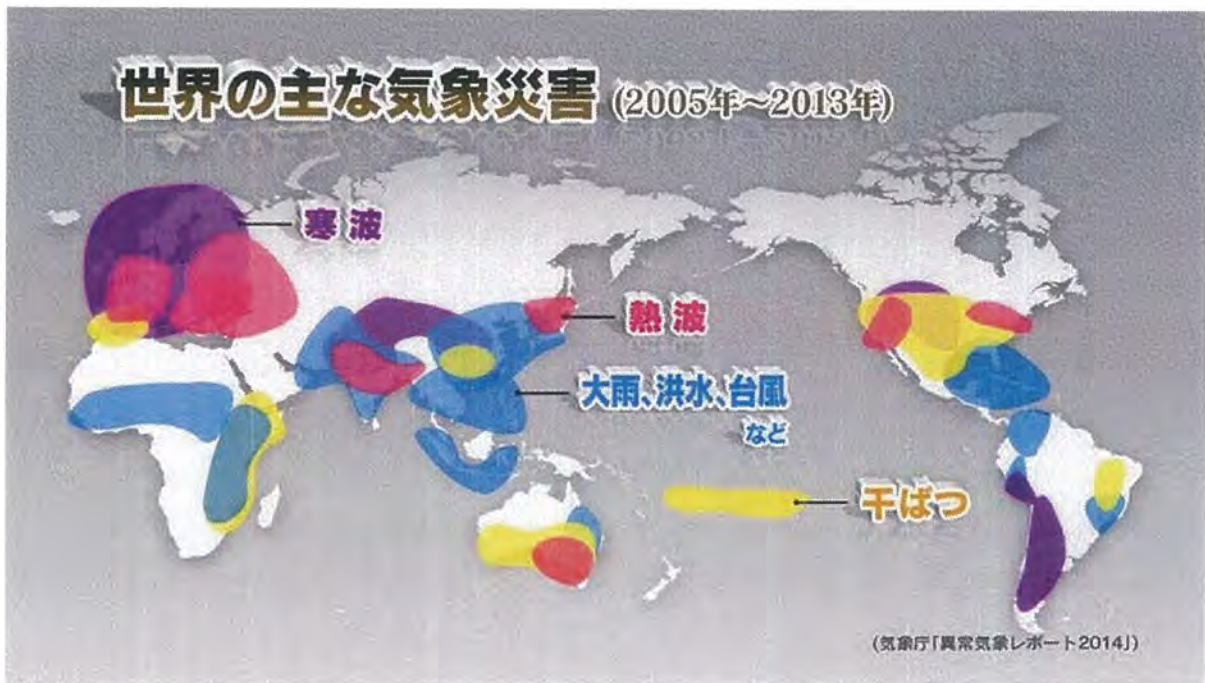 世界の主な気象災害 (2005年～2013年)
寒波
熱波
大雨、洪水、台風
など
干ばつ
(気象庁「異常気象レポート2014」)